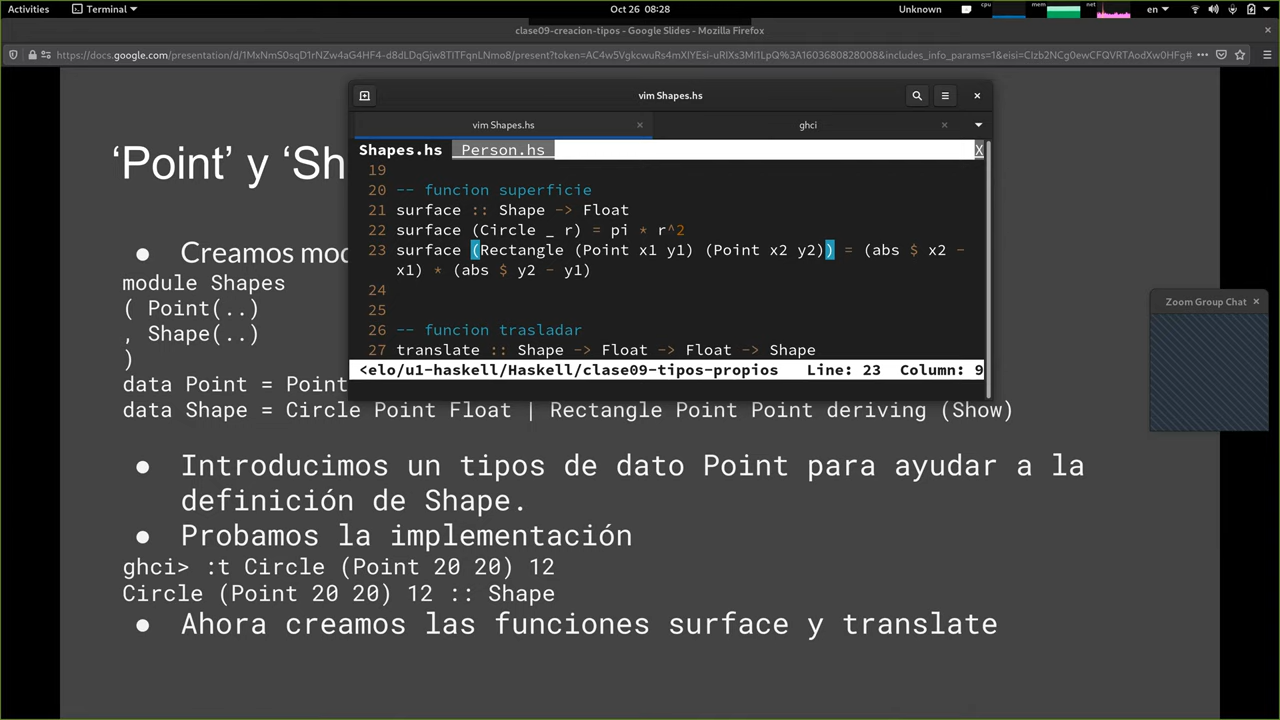 Activities
Terminal
Oct 26 08:28
Unknown
cpu
mem
net
en
clase09-creacion-tipos - Google Slides - Mozilla Firefox
https://docs.google.com/presentation/d/1MxNmS0sqD1rNZw4aG4HF4-d8dLDqGjw8TlTFqnLNmo8/present?token=AC4w5VgkcwuRs4mXlYEsi-uRIXs3Mi1LpQ%3A1603680828008&includes_info_params=1&eisi=CIzb2NCg0ewCFQVRTAodXw0HFg#
vim Shapes.hs
vim Shapes.hs
ghci
Shapes.hs Person.hs
X
19
20 -- funcion superficie
21 surface :: Shape -> Float
22 surface (Circle _ r) = pi * r^2
23 surface (Rectangle (Point x1 y1) (Point x2 y2)) = (abs $ x2 -
x1) * (abs $ y2 - y1)
24
25
26 -- funcion trasladar
27 translate :: Shape -> Float -> Float -> Shape
<elo/u1-haskell/Haskell/clase09-tipos-propios Line: 23 Column: 9
Zoom Group Chat
‘Point’ y ‘Sh
● Creamos mod
module Shapes
( Point(..)
, Shape(..)
)
data Point = Point
data Shape = Circle Point Float | Rectangle Point Point deriving (Show)
● Introducimos un tipos de dato Point para ayudar a la
definición de Shape.
● Probamos la implementación
ghci> :t Circle (Point 20 20) 12
Circle (Point 20 20) 12 :: Shape
● Ahora creamos las funciones surface y translate